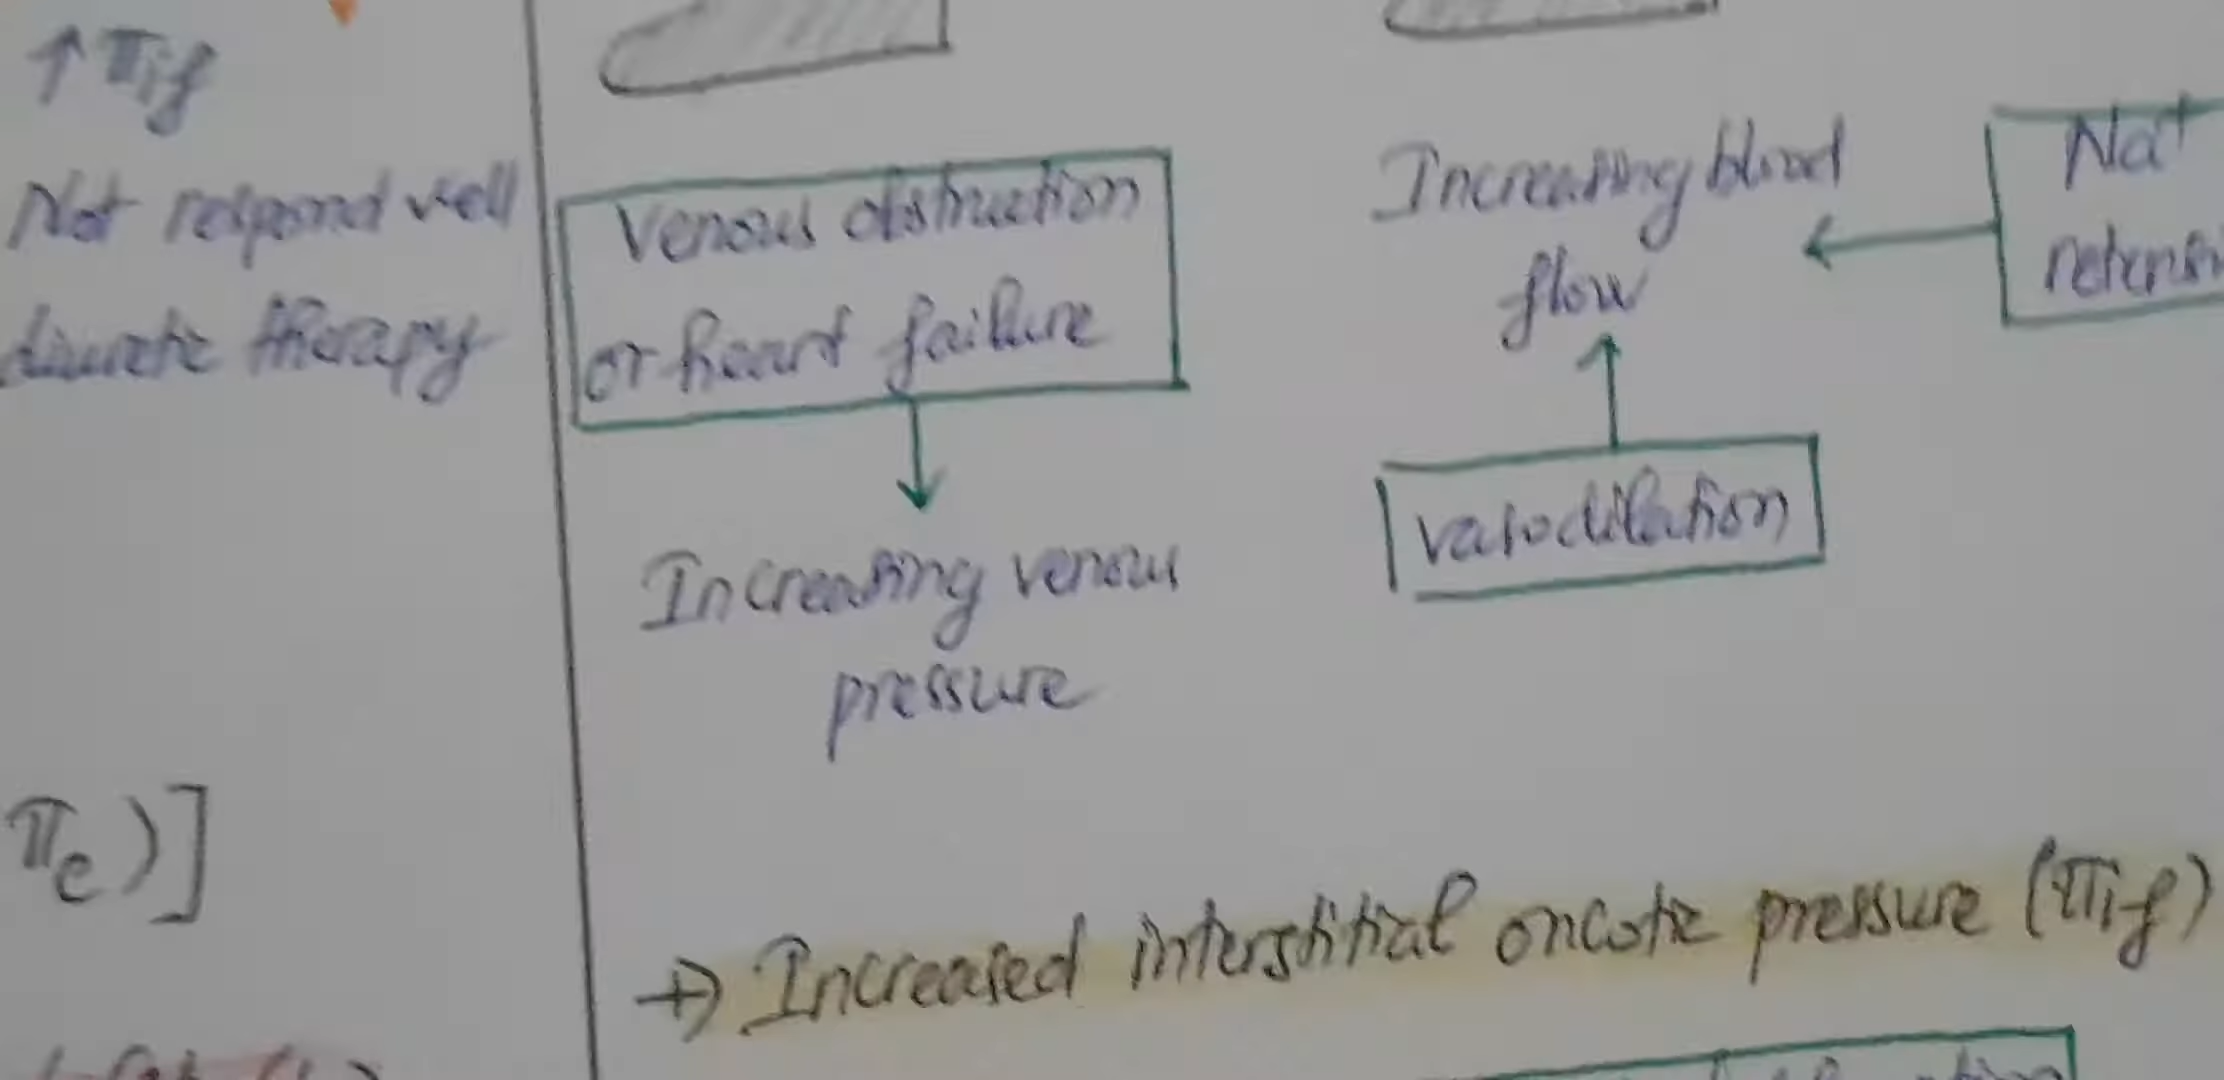 ↑ πif
Not respond well
diuretic therapy
πc)]
Venous obstruction
or heart failure
Increasing venous
pressure
Increasing blood
flow
vasodilation
Na+
retensi
→ Increased interstitial oncotic pressure (πif)